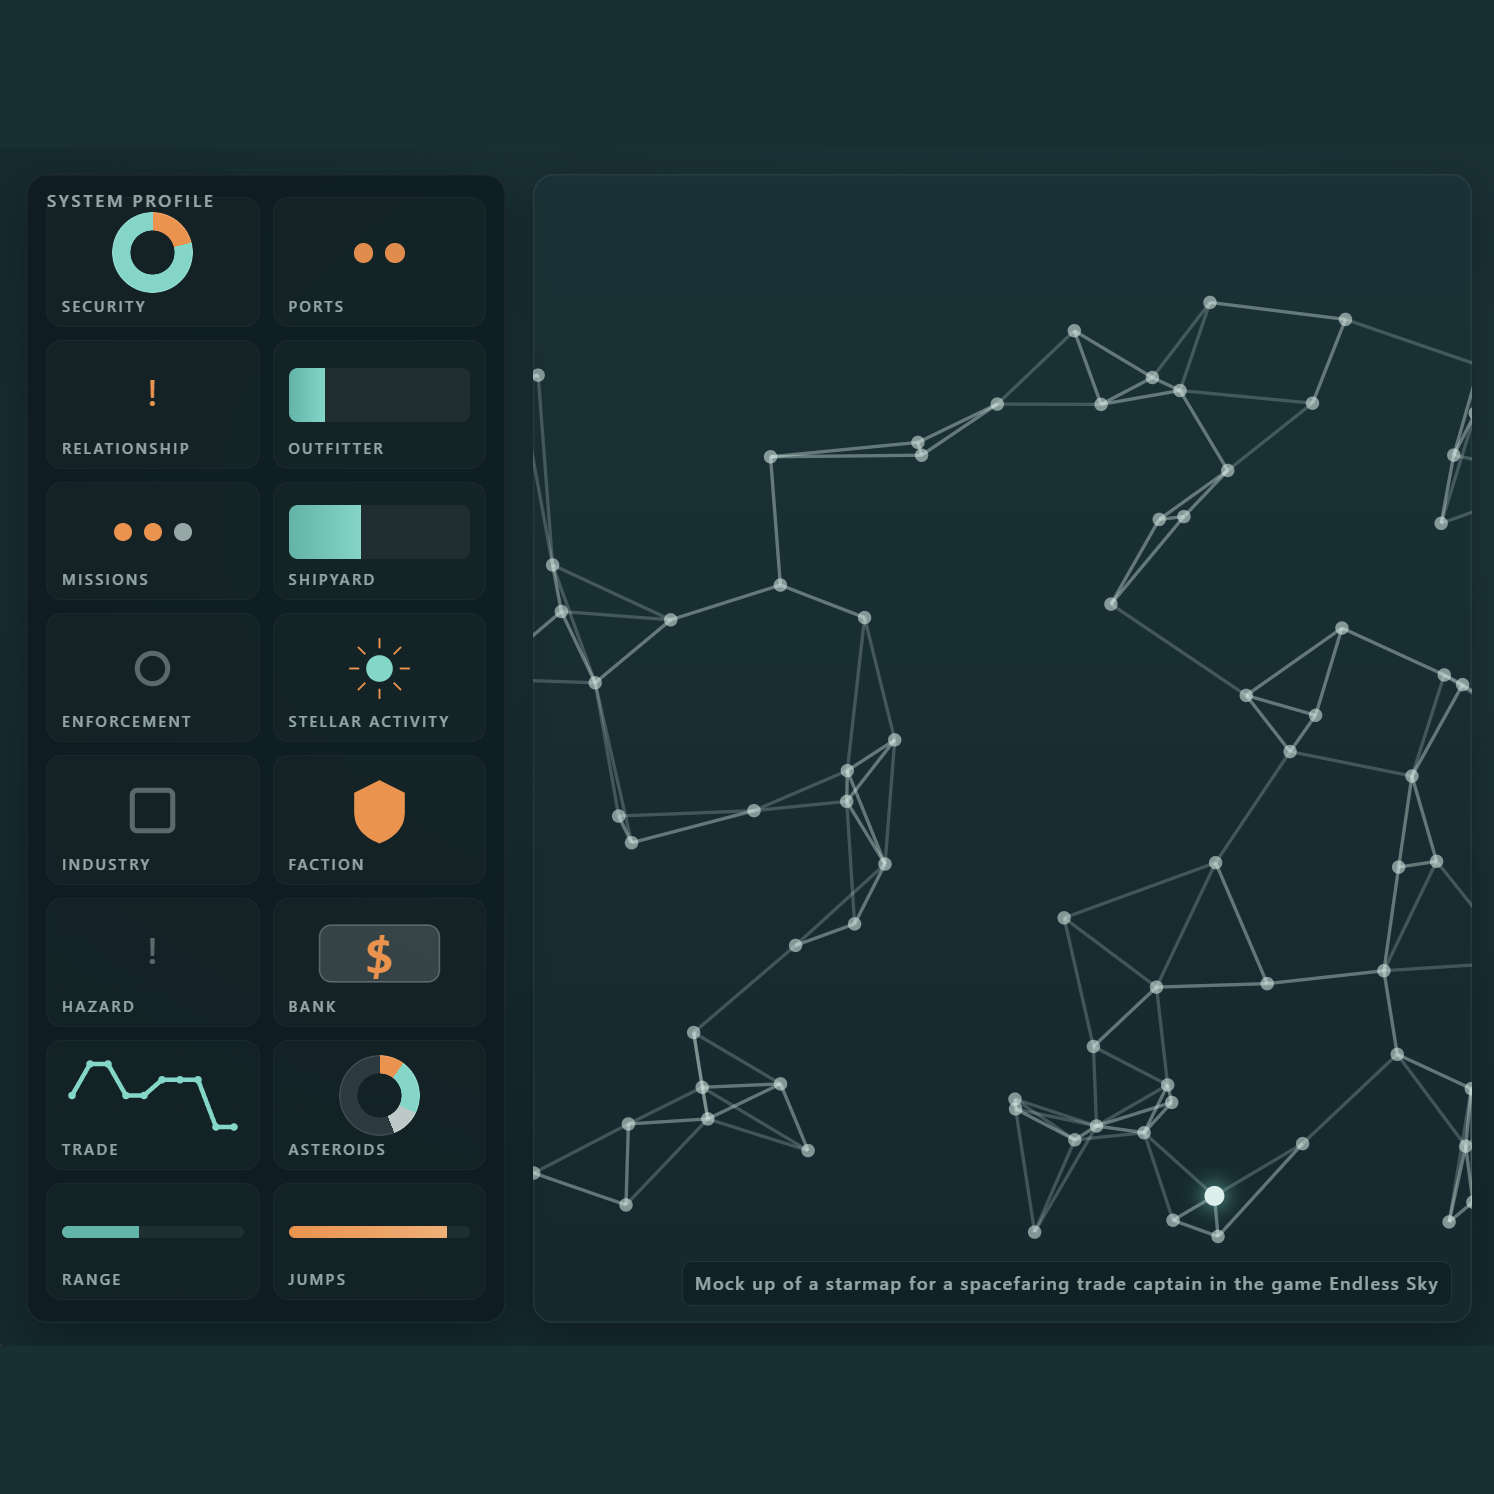 SYSTEM PROFILE
SECURITY
PORTS
!
RELATIONSHIP
OUTFITTER
MISSIONS
SHIPYARD
ENFORCEMENT
STELLAR ACTIVITY
INDUSTRY
FACTION
!
HAZARD
$
BANK
TRADE
ASTEROIDS
RANGE
JUMPS
Mock up of a starmap for a spacefaring trade captain in the game Endless Sky